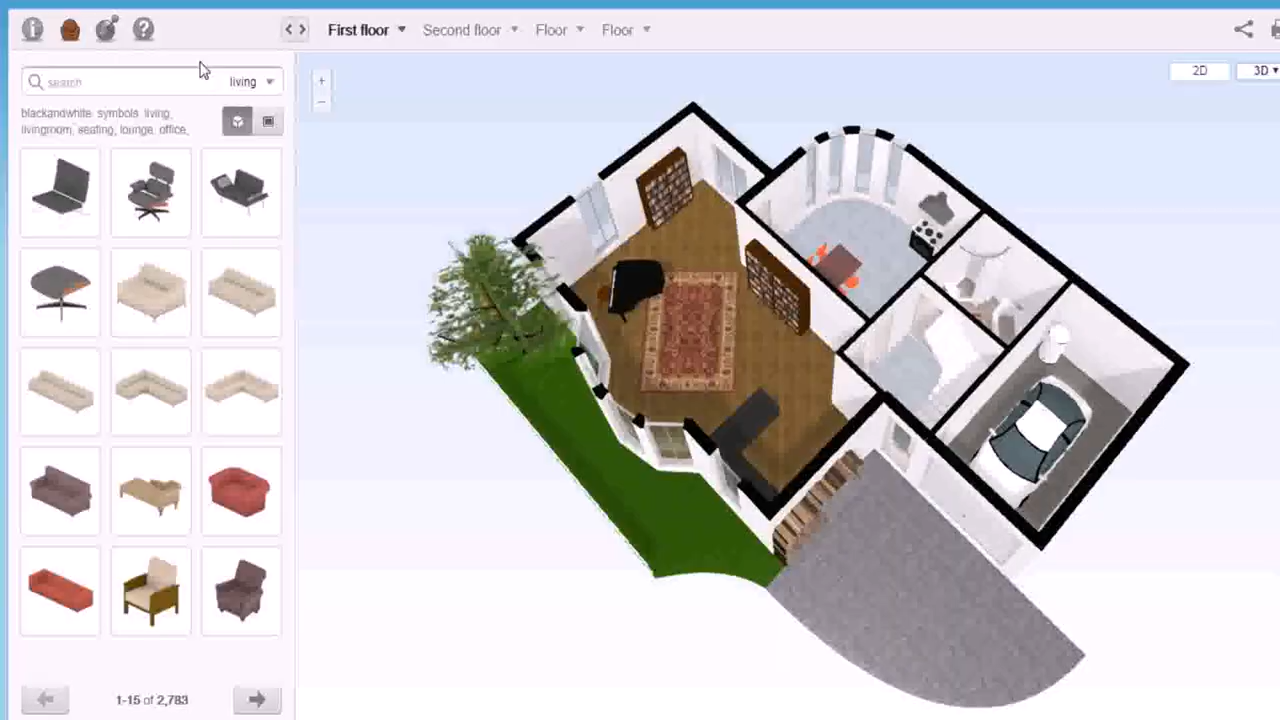 First floor
Second floor
Floor
Floor
search
living
blackandwhite, symbols, living,
livingroom, seating, lounge, office,
2D
3D
1-15 of 2,783